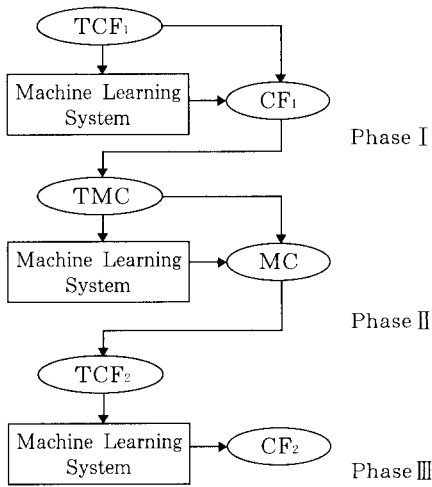 TCF₁
Machine Learning
System
CF₁
Phase Ⅰ
TMC
Machine Learning
System
MC
Phase Ⅱ
TCF₂
Machine Learning
System
CF₂
Phase Ⅲ